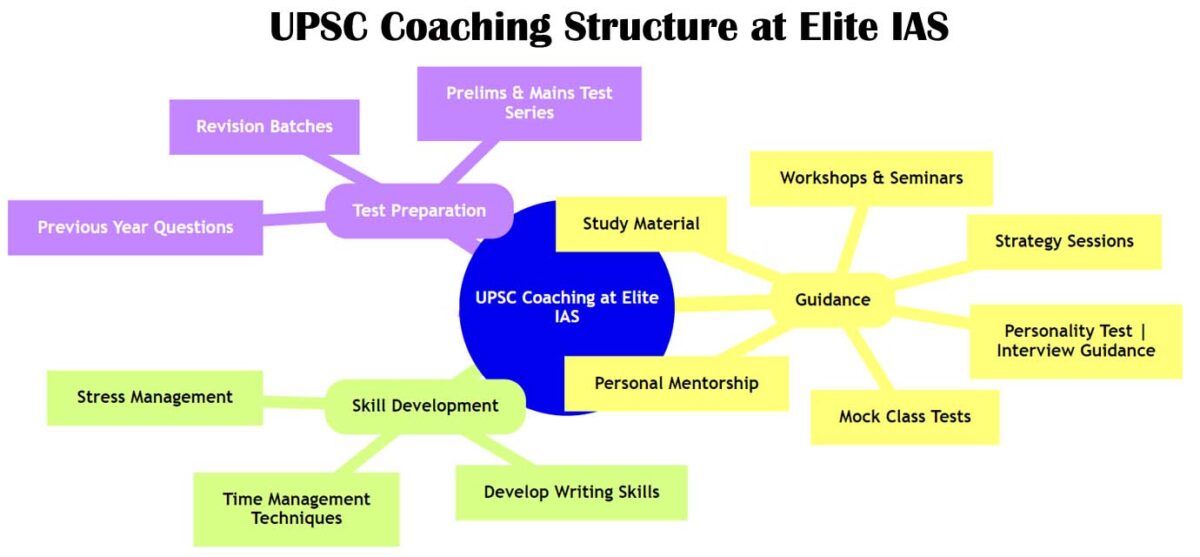 UPSC Coaching Structure at Elite IAS
Prelims & Mains Test
Series
Revision Batches
Previous Year Questions
Test Preparation
Workshops & Seminars
Study Material
Strategy Sessions
UPSC Coaching at Elite
IAS
Guidance
Personality Test |
Interview Guidance
Personal Mentorship
Mock Class Tests
Stress Management
Skill Development
Time Management
Techniques
Develop Writing Skills